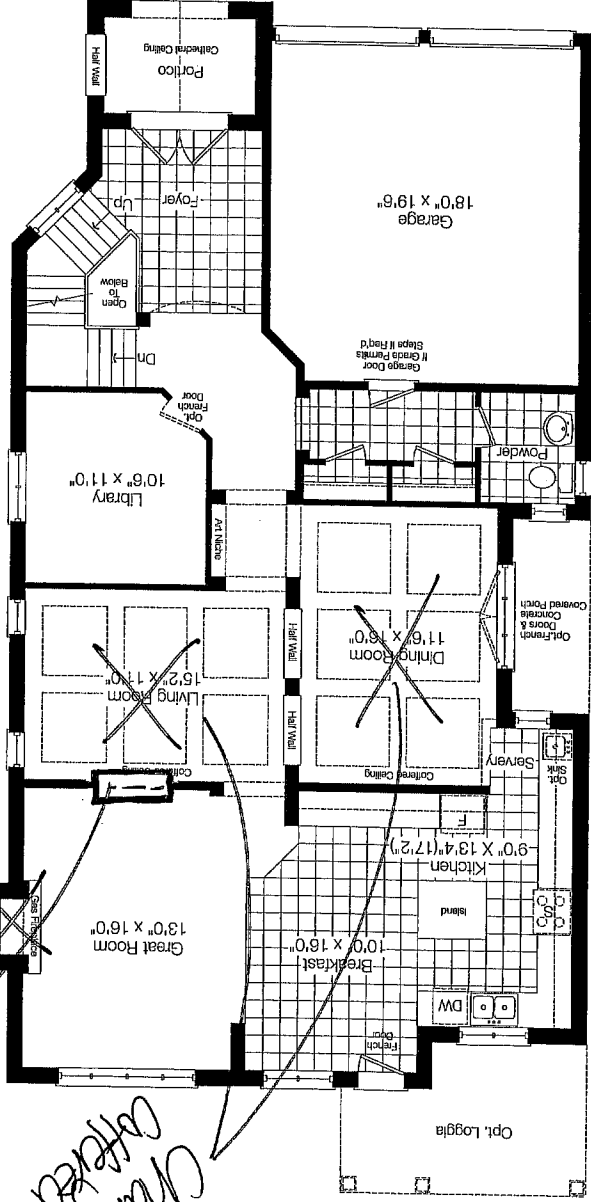 Opt. Loggia
French
Door
DW
Breakfast
10'0" x 16'0"
Great Room
13'0" x 16'0"
Gas Fireplace
Island
S
Kitchen
9'0" X 13'4"(17'2")
F
Opt.
Sink
Servery
Coffered Ceiling
Coffered Ceiling
Half Wall
Half Wall
Dining Room
11'6" x 16'0"
Living Room
15'2" x 11'0"
Opt.French
Doors &
Concrete
Covered Porch
Art Niche
Library
10'6" x 11'0"
Powder
Opt.
French
Door
Garage Door
If Grade Permits
Steps If Req'd
Dn
Open
To
Below
Up
Foyer
Garage
18'0" x 19'6"
Portico
Cathedral Ceiling
Half Wall